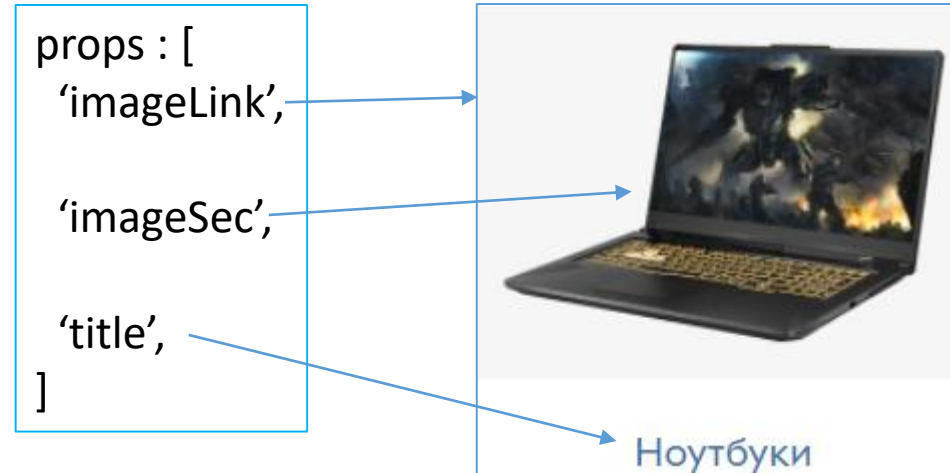 props : [
‘imageLink’,
‘imageSec’,
‘title’,
]
Ноутбуки